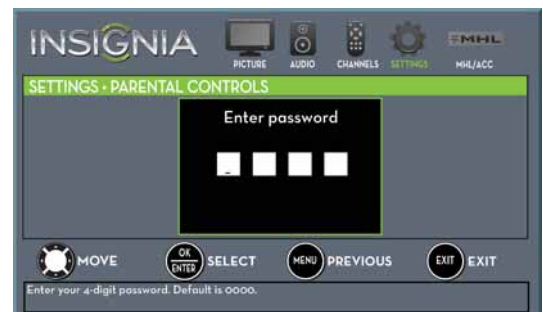 INSIGNIA
PICTURE AUDIO CHANNELS SETTINGS MHL/ACC
MHL
SETTINGS • PARENTAL CONTROLS
Enter password
_
MOVE OK ENTER SELECT MENU PREVIOUS EXIT EXIT
Enter your 4-digit password. Default is 0000.